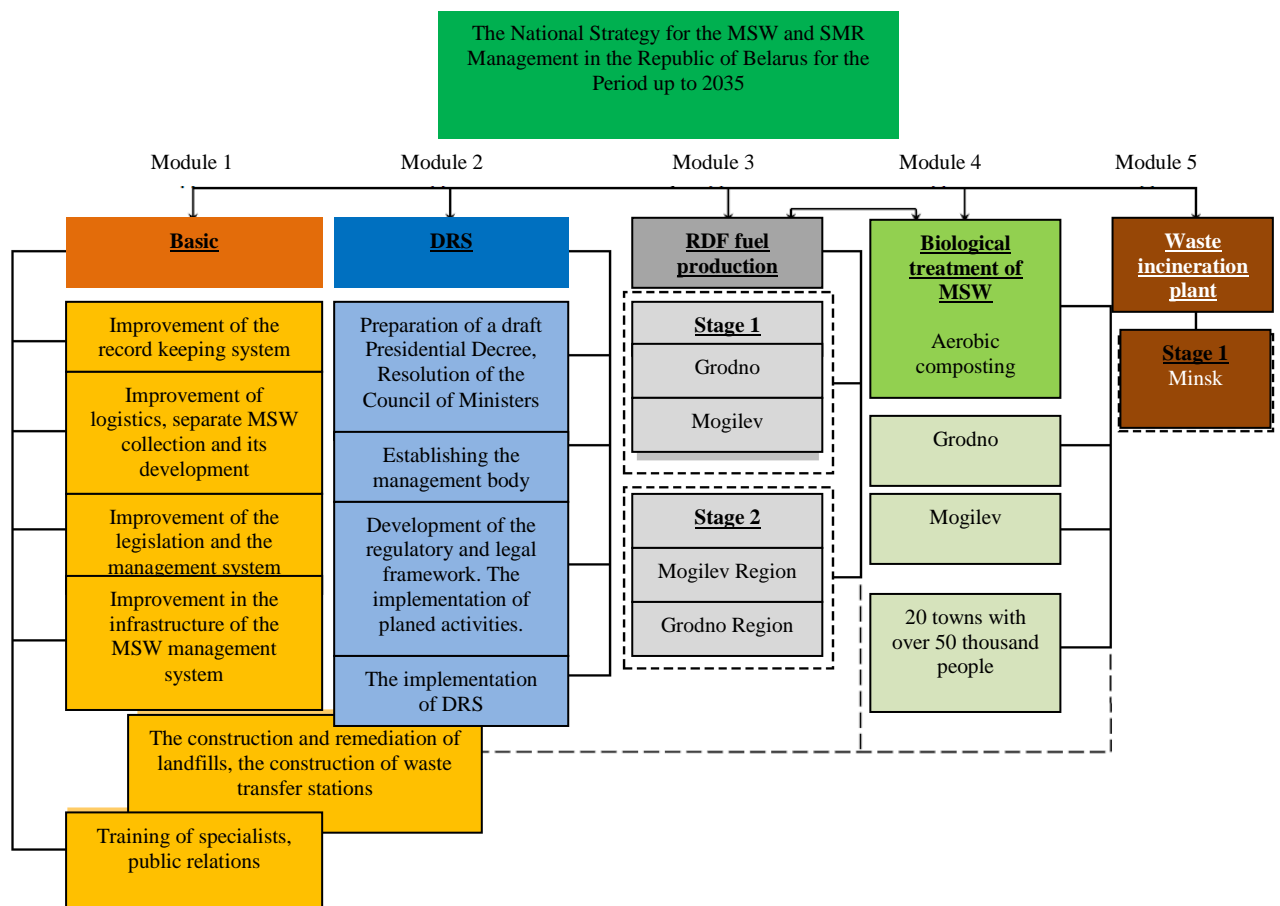 The National Strategy for the MSW and SMR
Management in the Republic of Belarus for the
Period up to 2035
Module 1
Module 2
Module 3
Module 4
Module 5
Basic
Improvement of the
record keeping system
Improvement of
logistics, separate MSW
collection and its
development
Improvement of the
legislation and the
management system
Improvement in the
infrastructure of the
MSW management
system
The construction and remediation of
landfills, the construction of waste
transfer stations
Training of specialists,
public relations
DRS
Preparation of a draft
Presidential Decree,
Resolution of the
Council of Ministers
Establishing the
management body
Development of the
regulatory and legal
framework. The
implementation of
planed activities.
The implementation
of DRS
RDF fuel
production
Stage 1
Grodno
Mogilev
Stage 2
Mogilev Region
Grodno Region
Biological
treatment of
MSW
Aerobic
composting
Grodno
Mogilev
20 towns with
over 50 thousand
people
Waste
incineration
plant
Stage 1
Minsk